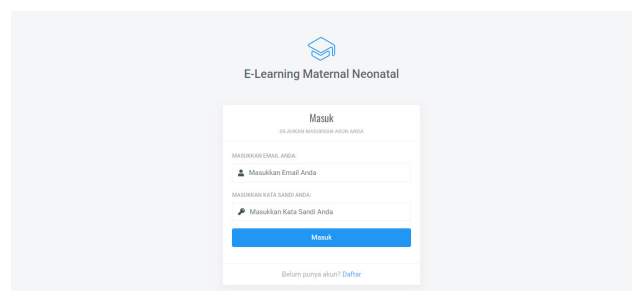 E-Learning Maternal Neonatal
Masuk
SILAHKAN MASUKKAN AKUN ANDA
MASUKKAN EMAIL ANDA:
Masukkan Email Anda
MASUKKAN KATA SANDI ANDA:
Masukkan Kata Sandi Anda
Masuk
Belum punya akun? Daftar